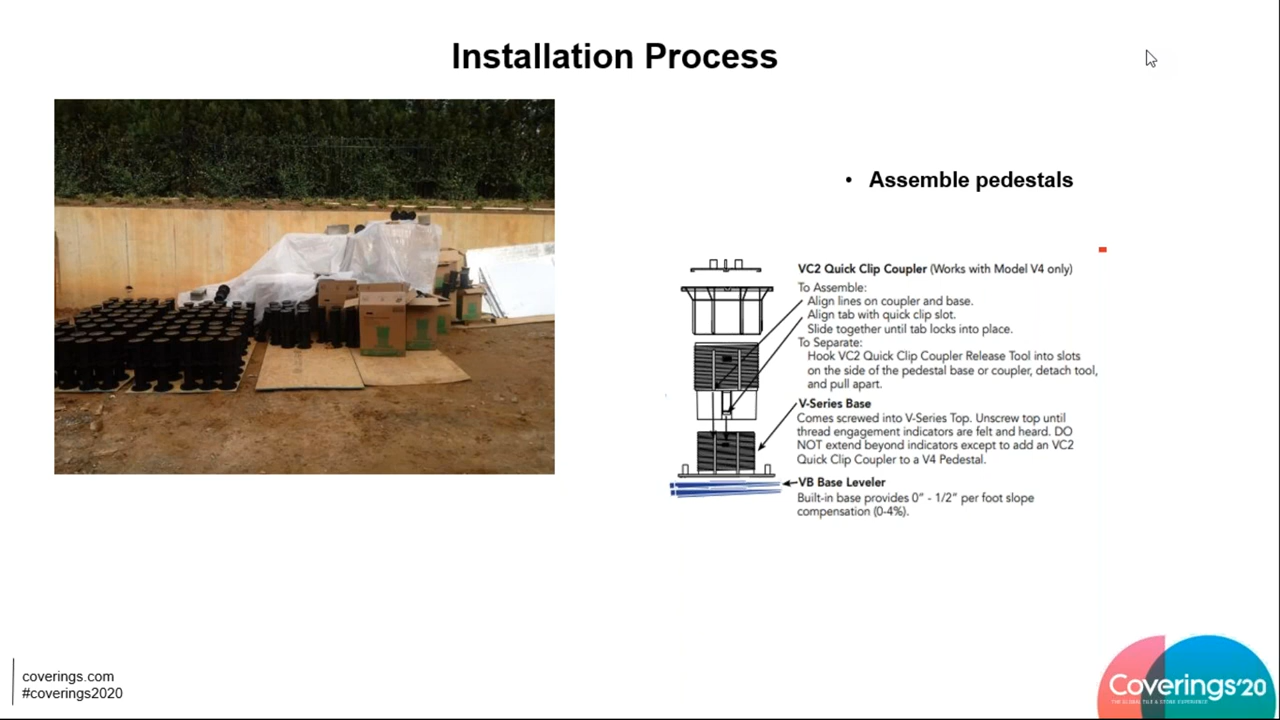 Installation Process
• Assemble pedestals
VC2 Quick Clip Coupler (Works with Model V4 only)
To Assemble:
Align lines on coupler and base.
Align tab with quick clip slot.
Slide together until tab locks into place.
To Separate:
Hook VC2 Quick Clip Coupler Release Tool into slots
on the side of the pedestal base or coupler, detach tool,
and pull apart.
V-Series Base
Comes screwed into V-Series Top. Unscrew top until
thread engagement indicators are felt and heard. DO
NOT extend beyond indicators except to add an VC2
Quick Clip Coupler to a V4 Pedestal.
VB Base Leveler
Built-in base provides 0” - 1/2” per foot slope
compensation (0-4%).
coverings.com
#coverings2020
Coverings'20
THE GLOBAL TILE & STONE EXPERIENCE